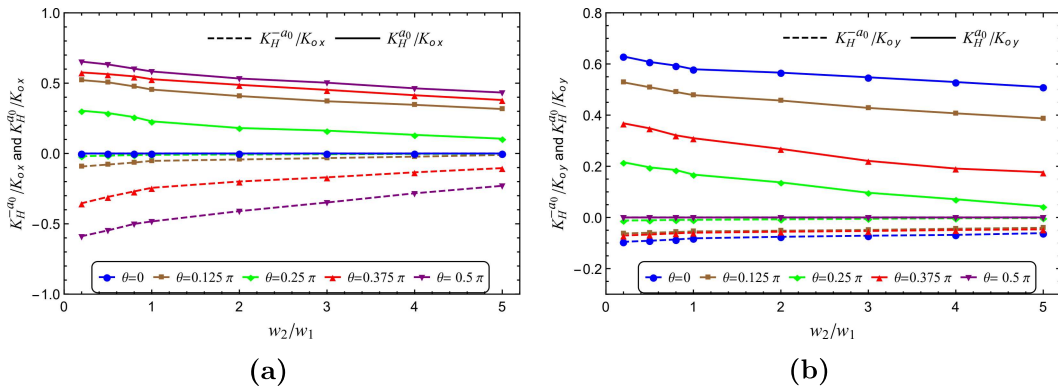 K_H^{-a_0}/K_{ox} K_H^{a_0}/K_{ox}
K_H^{-a_0}/K_{ox} and K_H^{a_0}/K_{ox}
1.0
0.5
0.0
-0.5
-1.0
θ=0 θ=0.125 π θ=0.25 π θ=0.375 π θ= 0.5 π
0 1 2 3 4 5
w_2/w_1
(a)
K_H^{-a_0}/K_{oy} K_H^{a_0}/K_{oy}
K_H^{-a_0}/K_{oy} and K_H^{a_0}/K_{oy}
0.8
0.6
0.4
0.2
0.0
-0.2
θ=0 θ=0.125 π θ=0.25 π θ=0.375 π θ= 0.5 π
0 1 2 3 4 5
w_2/w_1
(b)